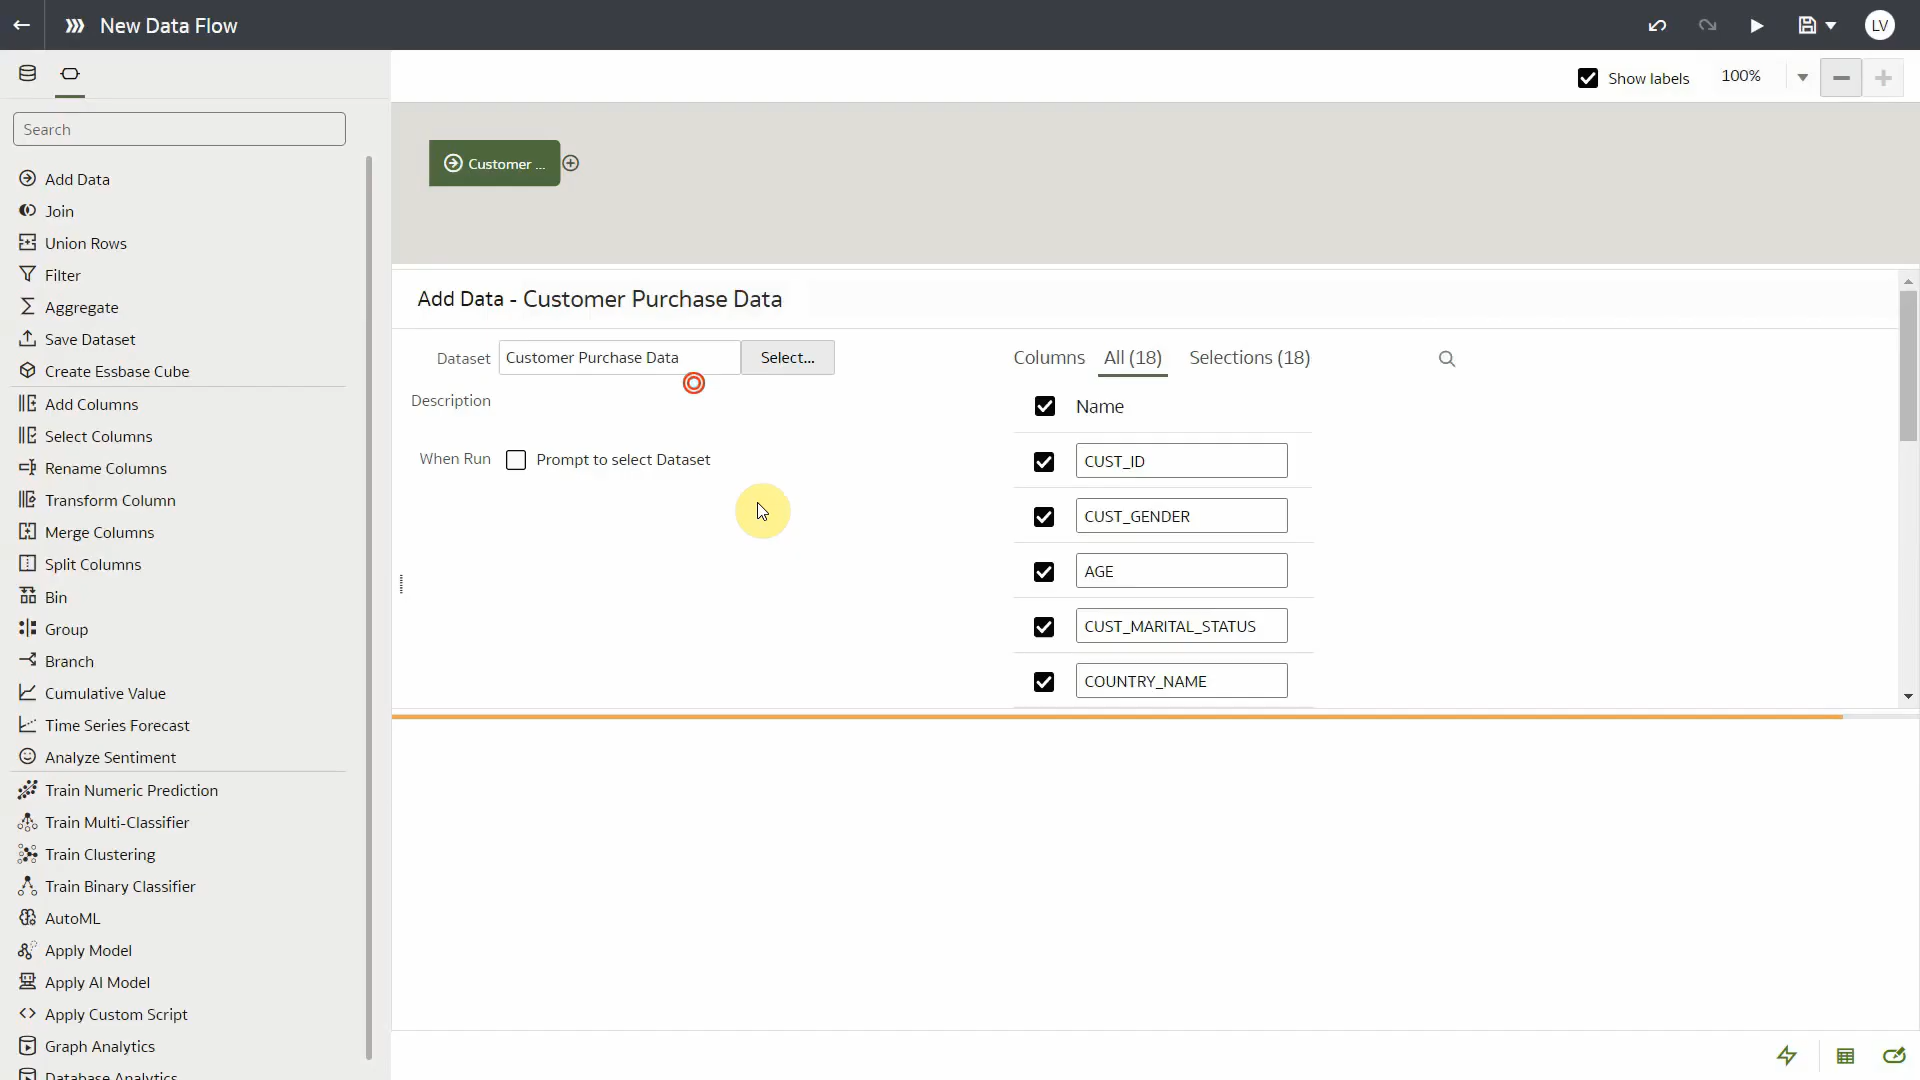 New Data Flow
LV
Show labels
100%
Search
Add Data
Join
Union Rows
Filter
Aggregate
Save Dataset
Create Essbase Cube
Add Columns
Select Columns
Rename Columns
Transform Column
Merge Columns
Split Columns
Bin
Group
Branch
Cumulative Value
Time Series Forecast
Analyze Sentiment
Train Numeric Prediction
Train Multi-Classifier
Train Clustering
Train Binary Classifier
AutoML
Apply Model
Apply AI Model
Apply Custom Script
Graph Analytics
Database Analytics
Customer ...
Add Data - Customer Purchase Data
Dataset Customer Purchase Data Select...
Description
When Run Prompt to select Dataset
Columns All (18) Selections (18)
Name
CUST_ID
CUST_GENDER
AGE
CUST_MARITAL_STATUS
COUNTRY_NAME